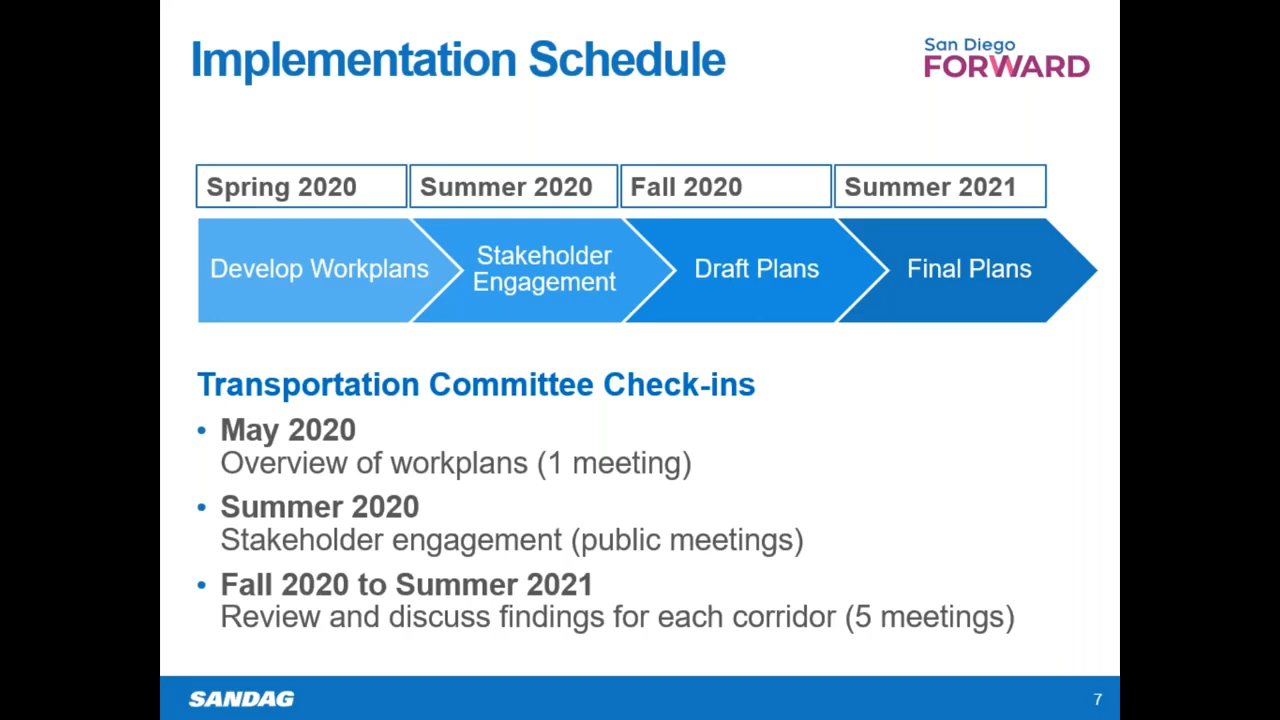 Implementation Schedule
San Diego
FORWARD
Spring 2020
Summer 2020
Fall 2020
Summer 2021
Develop Workplans
Stakeholder
Engagement
Draft Plans
Final Plans
Transportation Committee Check-ins
• May 2020
Overview of workplans (1 meeting)
• Summer 2020
Stakeholder engagement (public meetings)
• Fall 2020 to Summer 2021
Review and discuss findings for each corridor (5 meetings)
SANDAG
7